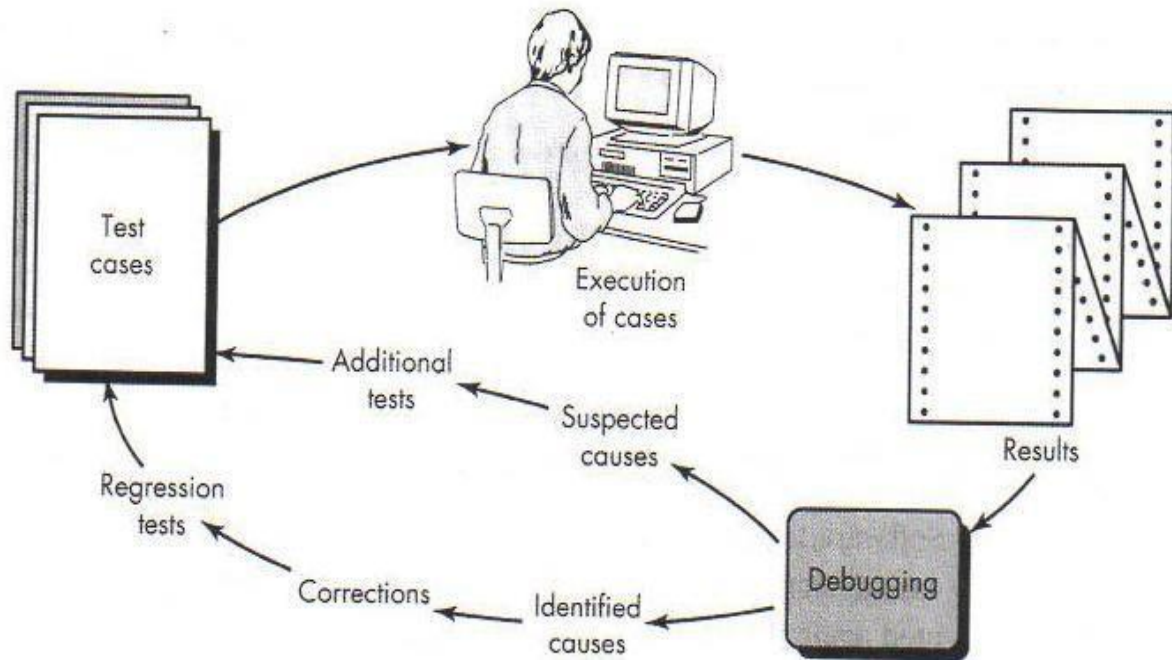 Test
cases
Execution
of cases
Additional
tests
Suspected
causes
Results
Regression
tests
Debugging
Corrections
Identified
causes